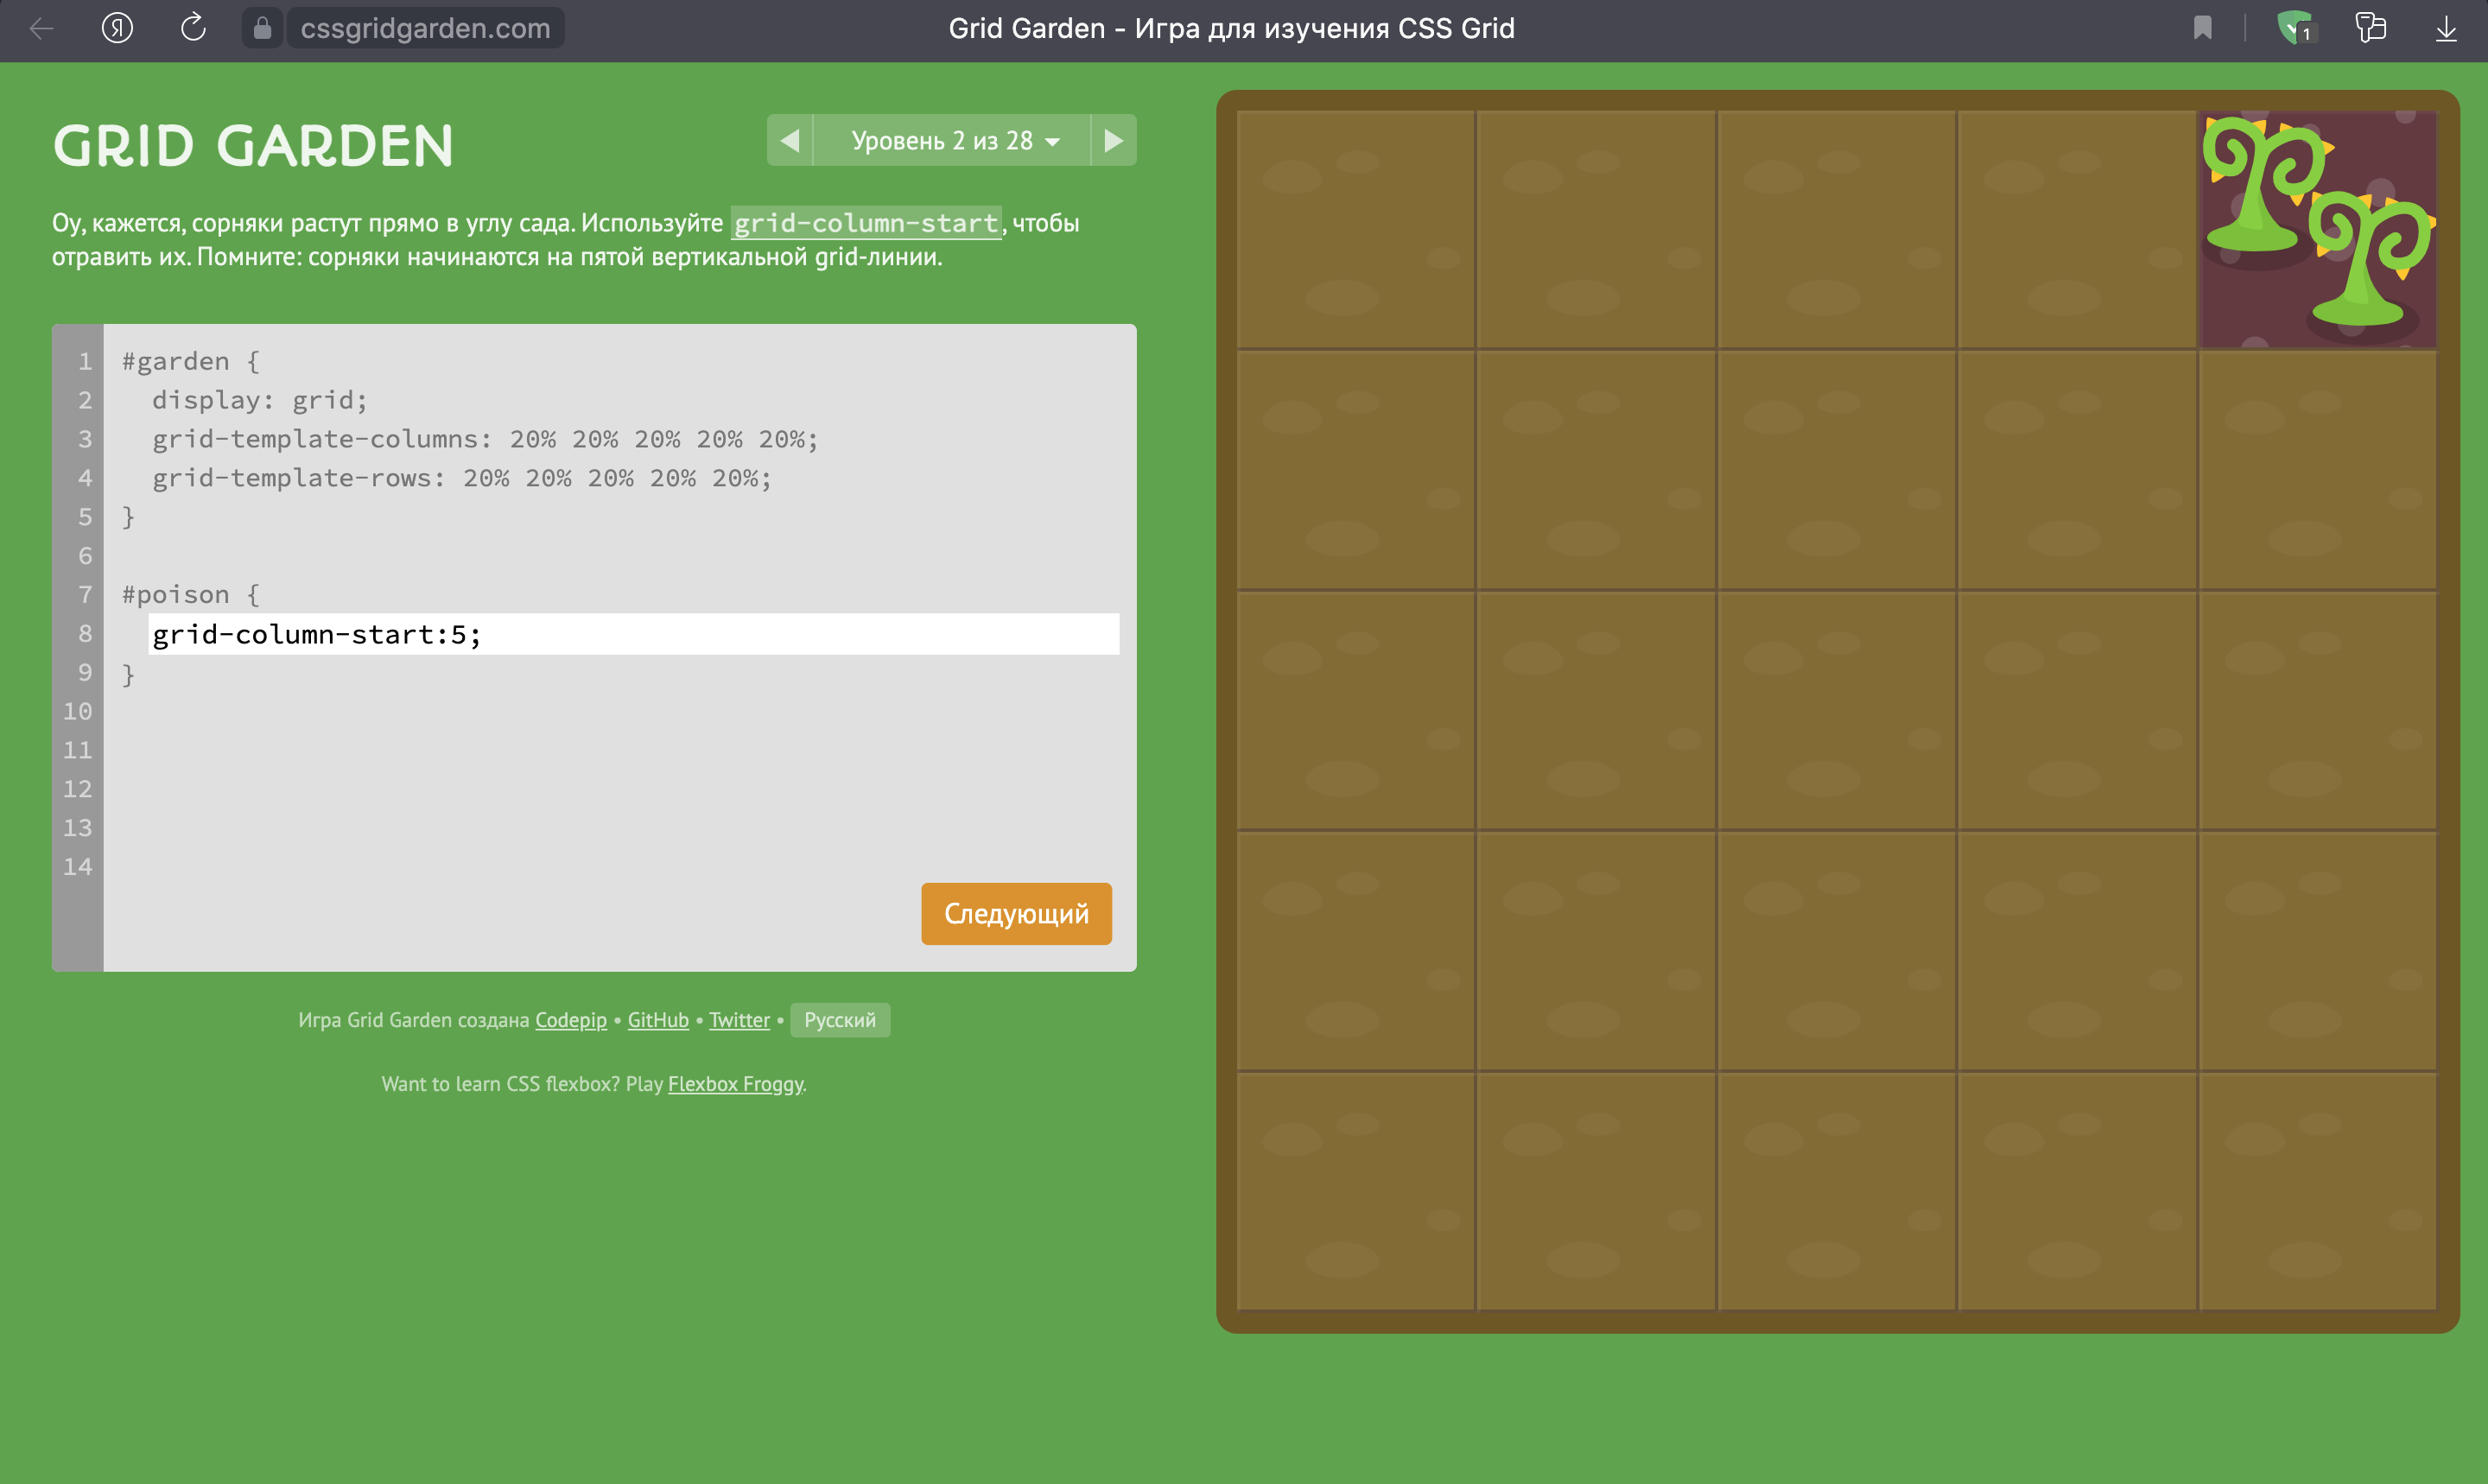 cssgridgarden.com
Grid Garden - Игра для изучения CSS Grid
1
GRID GARDEN
Уровень 2 из 28
Оу, кажется, сорняки растут прямо в углу сада. Используйте grid-column-start, чтобы
отравить их. Помните: сорняки начинаются на пятой вертикальной grid-линии.
1 #garden {
2 display: grid;
3 grid-template-columns: 20% 20% 20% 20% 20%;
4 grid-template-rows: 20% 20% 20% 20% 20%;
5 }
6
7 #poison {
8 grid-column-start:5;
9 }
10
11
12
13
14
Следующий
Игра Grid Garden создана Codepip • GitHub • Twitter • Русский
Want to learn CSS flexbox? Play Flexbox Froggy.